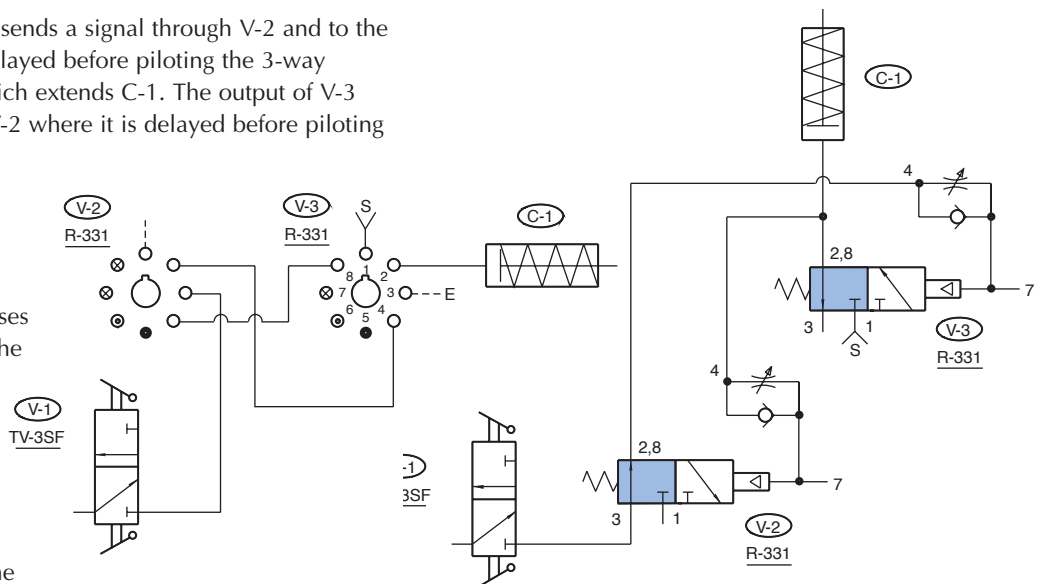 sends a signal through V-2 and to the
layed before piloting the 3-way
ich extends C-1. The output of V-3
-2 where it is delayed before piloting
ses
he
ne
V-2
R-331
V-3
R-331
S
1
2
3
4
5
6
7
8
E
C-1
V-1
TV-3SF
C-1
4
2,8
3
1
S
7
V-3
R-331
4
2,8
3
1
7
V-2
R-331
-1
3SF